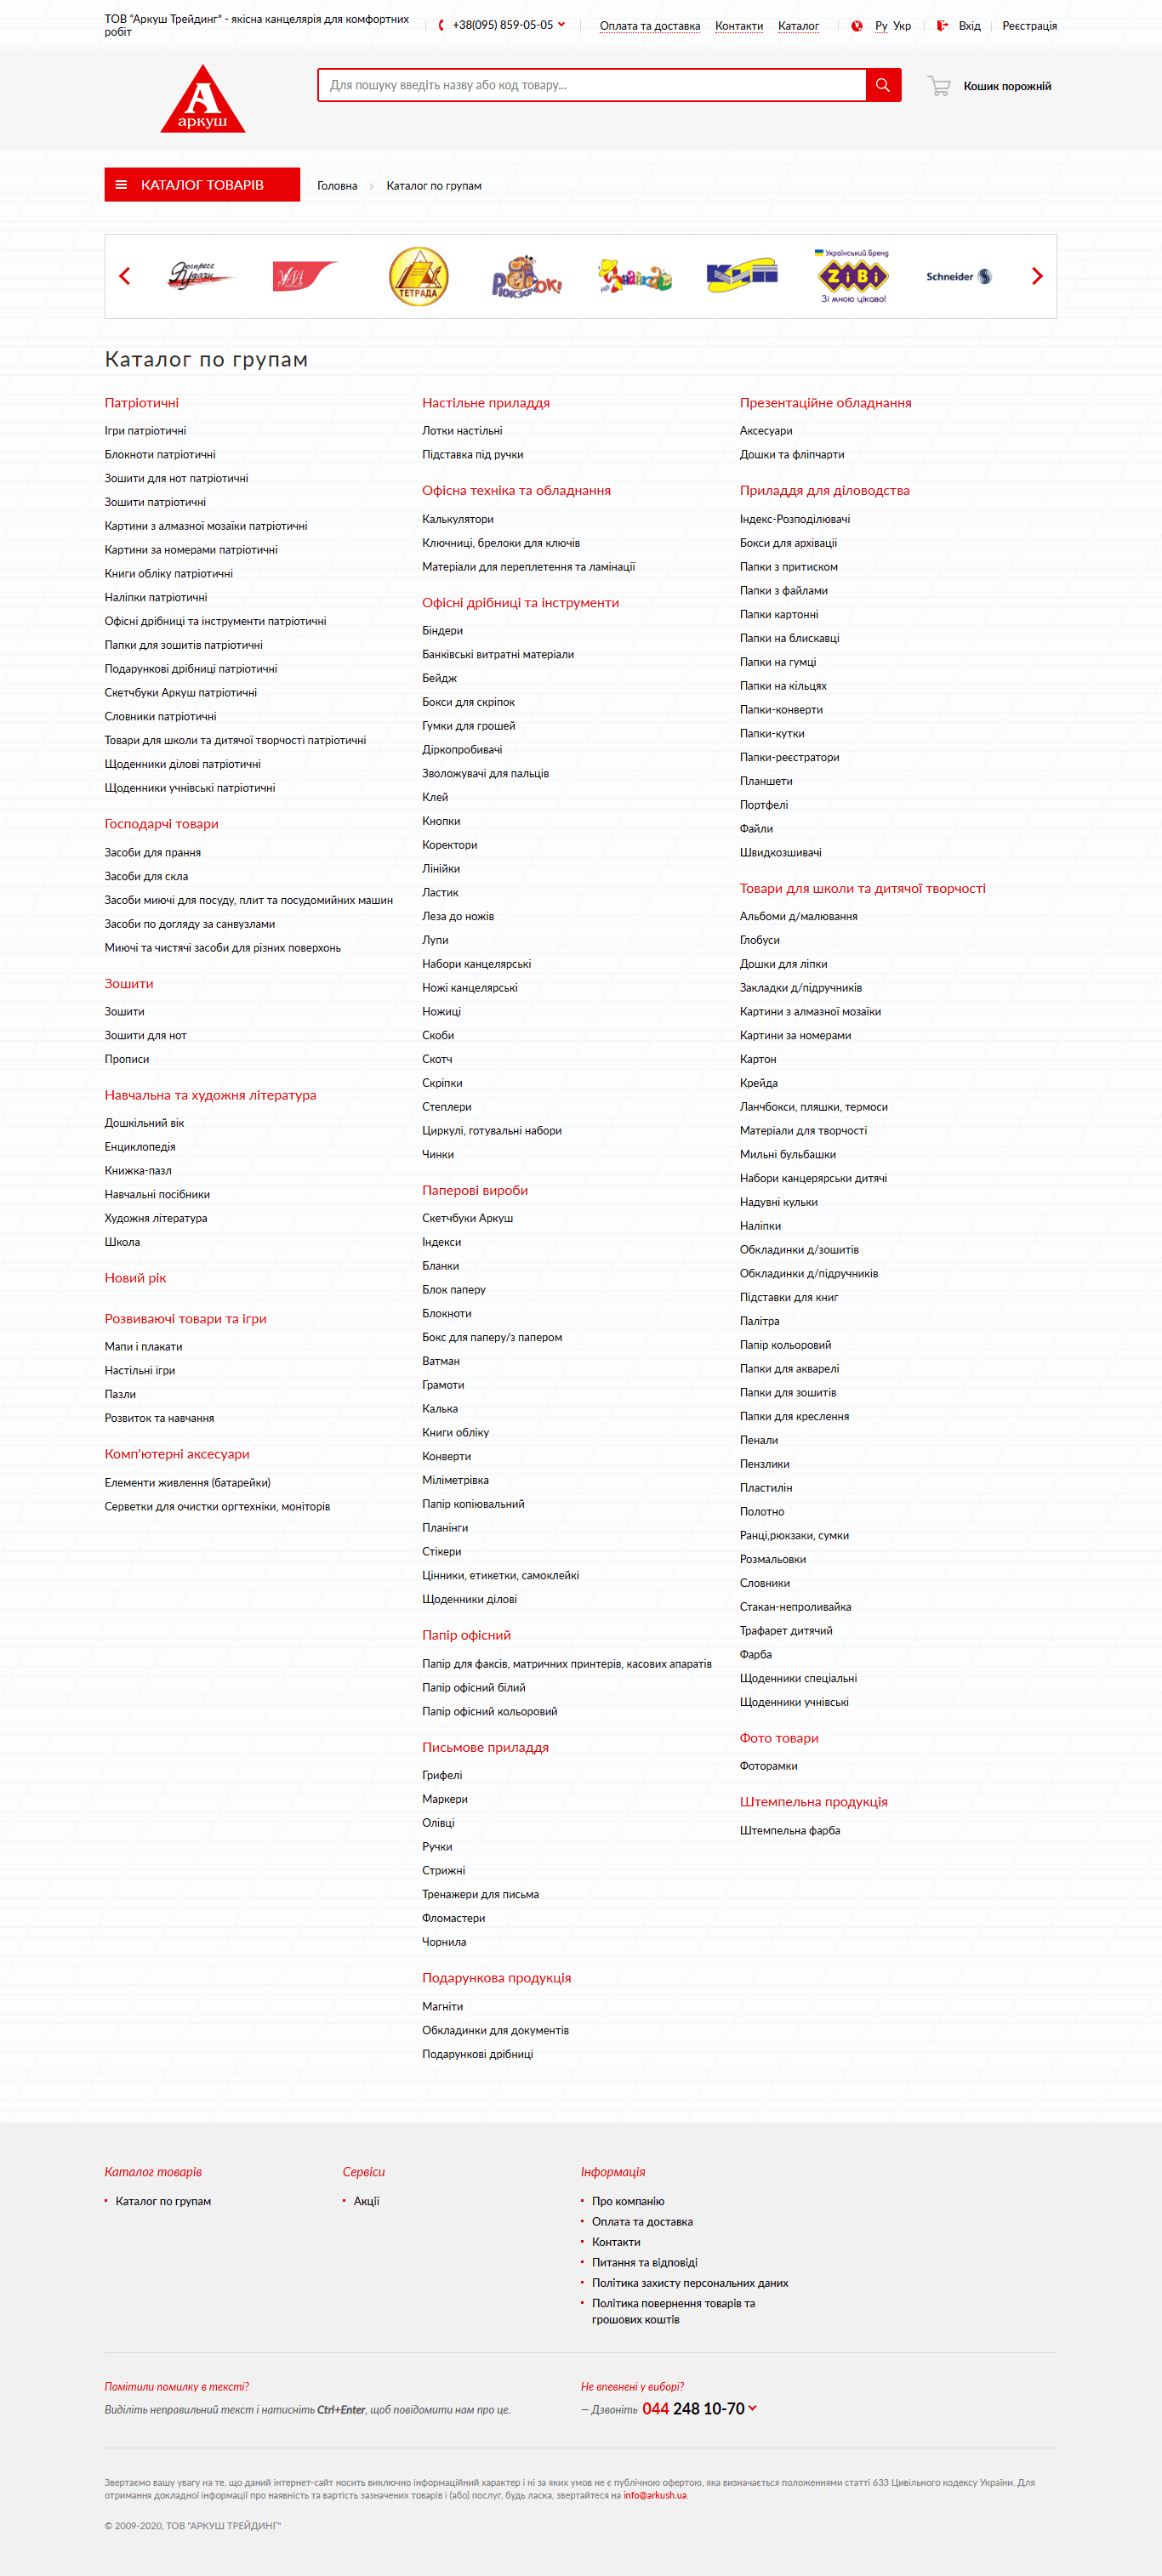 ТОВ "Аркуш Трейдинг" - якісна канцелярія для комфортних
робіт
+38(095) 859-05-05
Оплата та доставка
Контакти
Каталог
Ру Укр
Вхід
Реєстрація
А
аркуш
Для пошуку введіть назву або код товару...
Кошик порожній
КАТАЛОГ ТОВАРІВ
Головна
Каталог по групам
Экспресс Удачи
УМ
ТЕТРАДА
РюкзачОк!
Знайка
Український Бренд
ZiBi
Зі мною цікаво!
Schneider
Каталог по групам
Патріотичні
Ігри патріотичні
Блокноти патріотичні
Зошити для нот патріотичні
Зошити патріотичні
Картини з алмазної мозаїки патріотичні
Картини за номерами патріотичні
Книги обліку патріотичні
Наліпки патріотичні
Офісні дрібниці та інструменти патріотичні
Папки для зошитів патріотичні
Подарункові дрібниці патріотичні
Скетчбуки Аркуш патріотичні
Словники патріотичні
Товари для школи та дитячої творчості патріотичні
Щоденники ділові патріотичні
Щоденники учнівські патріотичні
Господарчі товари
Засоби для прання
Засоби для скла
Засоби миючі для посуду, плит та посудомийних машин
Засоби по догляду за санвузлами
Миючі та чистячі засоби для різних поверхонь
Зошити
Зошити
Зошити для нот
Прописи
Навчальна та художня література
Дошкільний вік
Енциклопедія
Книжка-пазл
Навчальні посібники
Художня література
Школа
Новий рік
Розвиваючі товари та ігри
Мапи і плакати
Настільні ігри
Пазли
Розвиток та навчання
Комп'ютерні аксесуари
Елементи живлення (батарейки)
Серветки для очистки оргтехніки, моніторів
Настільне приладдя
Лотки настільні
Підставка під ручки
Офісна техніка та обладнання
Калькулятори
Ключниці, брелоки для ключів
Матеріали для переплетення та ламінації
Офісні дрібниці та інструменти
Біндери
Банківські витратні матеріали
Бейдж
Бокси для скріпок
Гумки для грошей
Діркопробивачі
Зволожувачі для пальців
Клей
Кнопки
Коректори
Лінійки
Ластик
Леза до ножів
Лупи
Набори канцелярські
Ножі канцелярські
Ножиці
Скоби
Скотч
Скріпки
Степлери
Циркулі, готувальні набори
Чинки
Паперові вироби
Скетчбуки Аркуш
Індекси
Бланки
Блок паперу
Блокноти
Бокс для паперу/з папером
Ватман
Грамоти
Калька
Книги обліку
Конверти
Міліметрівка
Папір копіювальний
Планінги
Стікери
Цінники, етикетки, самоклейкі
Щоденники ділові
Папір офісний
Папір для факсів, матричних принтерів, касових апаратів
Папір офісний білий
Папір офісний кольоровий
Письмове приладдя
Грифелі
Маркери
Олівці
Ручки
Стрижні
Тренажери для письма
Фломастери
Чорнила
Подарункова продукція
Магніти
Обкладинки для документів
Подарункові дрібниці
Презентаційне обладнання
Аксесуари
Дошки та фліпчарти
Приладдя для діловодства
Індекс-Розподілювачі
Бокси для архівації
Папки з притиском
Папки з файлами
Папки картонні
Папки на блискавці
Папки на гумці
Папки на кільцях
Папки-конверти
Папки-кутки
Папки-реєстратори
Планшети
Портфелі
Файли
Швидкозшивачі
Товари для школи та дитячої творчості
Альбоми д/малювання
Глобуси
Дошки для ліпки
Закладки д/підручників
Картини з алмазної мозаїки
Картини за номерами
Картон
Крейда
Ланчбокси, пляшки, термоси
Матеріали для творчості
Мильні бульбашки
Набори канцерярськи дитячі
Надувні кульки
Наліпки
Обкладинки д/зошитів
Обкладинки д/підручників
Підставки для книг
Палітра
Папір кольоровий
Папки для акварелі
Папки для зошитів
Папки для креслення
Пенали
Пензлики
Пластилін
Полотно
Ранці,рюкзаки, сумки
Розмальовки
Словники
Стакан-непроливайка
Трафарет дитячий
Фарба
Щоденники спеціальні
Щоденники учнівські
Фото товари
Фоторамки
Штемпельна продукція
Штемпельна фарба
Каталог товарів
Каталог по групам
Сервіси
Акції
Інформація
Про компанію
Оплата та доставка
Контакти
Питання та відповіді
Політика захисту персональних даних
Політика повернення товарів та
грошових коштів
Помітили помилку в тексті?
Виділіть неправильний текст і натисніть Ctrl+Enter, щоб повідомити нам про це.
Не впевнені у виборі?
— Дзвоніть 044 248 10-70
Звертаємо вашу увагу на те, що даний інтернет-сайт носить виключно інформаційний характер і ні за яких умов не є публічною офертою, яка визначається положеннями статті 633 Цивільного кодексу України. Для
отримання докладної інформації про наявність та вартість зазначених товарів і (або) послуг, будь ласка, звертайтеся на info@arkush.ua.
© 2009-2020, ТОВ "АРКУШ ТРЕЙДИНГ"